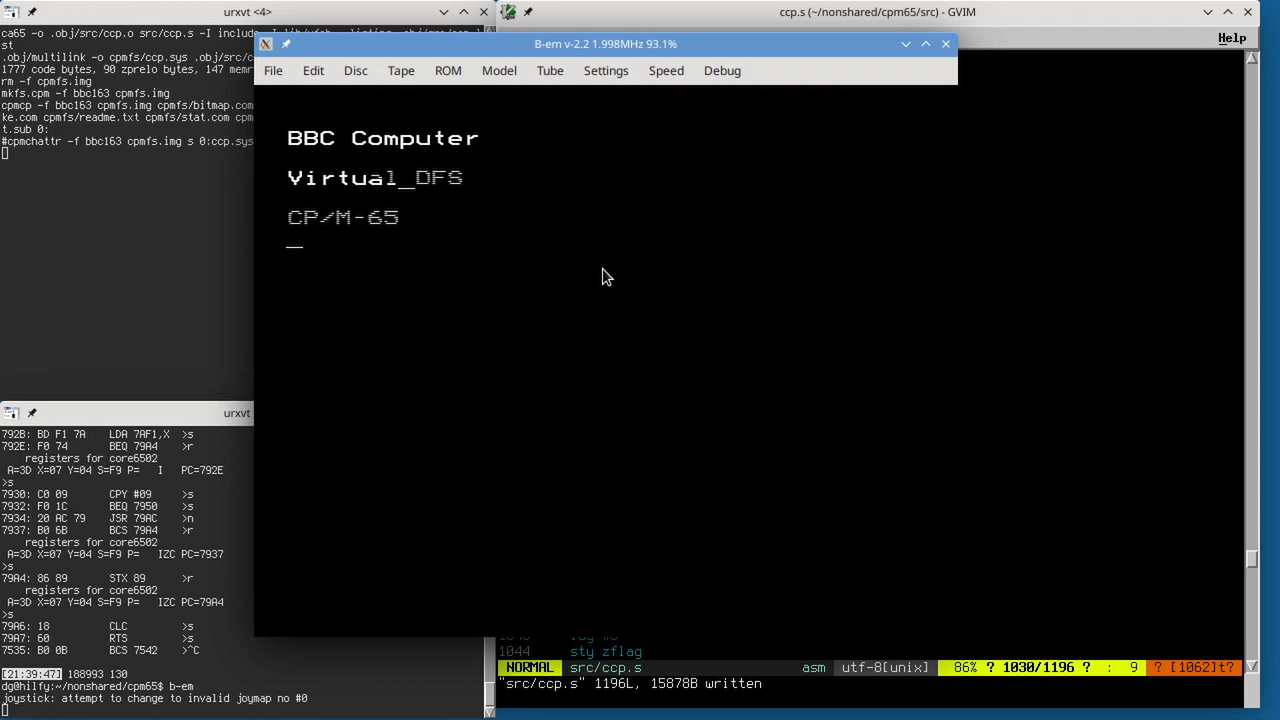 urxvt <4>
ca65 -o .obj/src/ccp.o src/ccp.s -I include
st
.obj/multilink -o cpmfs/ccp.sys .obj/src/cc
1777 code bytes, 90 zprelo bytes, 147 memr
rm -f cpmfs.img
mkfs.cpm -f bbc163 cpmfs.img
cpmcp -f bbc163 cpmfs.img cpmfs/bitmap.com
ke.com cpmfs/readme.txt cpmfs/stat.com cpm
t.sub 0:
#cpmchattr -f bbc163 cpmfs.img s 0:ccp.sys
ccp.s (~/nonshared/cpm65/src) - GVIM
Help
B-em v-2.2 1.998MHz 93.1%
File Edit Disc Tape ROM Model Tube Settings Speed Debug
BBC Computer
Virtual_DFS
CP/M-65
_
urxvt
792B: BD F1 7A LDA 7AF1,X >s
792E: F0 74 BEQ 79A4 >r
registers for core6502
A=3D X=07 Y=04 S=F9 P= I PC=792E
>s
7930: C0 09 CPY #09 >s
7932: F0 1C BEQ 7950 >s
7934: 20 AC 79 JSR 79AC >n
7937: B0 6B BCS 79A4 >r
registers for core6502
A=3D X=07 Y=04 S=F9 P= IZC PC=7937
>s
79A4: 86 89 STX 89 >r
registers for core6502
A=3D X=07 Y=04 S=F9 P= IZC PC=79A4
>s
79A6: 18 CLC >s
79A7: 60 RTS >s
7535: B0 0B BCS 7542 >^C
[21:39:47] 188993 130
dg@hilfy:~/nonshared/cpm65$ b-em
joystick: attempt to change to invalid joymap no #0
1044 sty zflag
NORMAL src/ccp.s asm utf-8[unix] 86% ? 1030/1196 ? : 9 ? [1062]t?
"src/ccp.s" 1196L, 15878B written